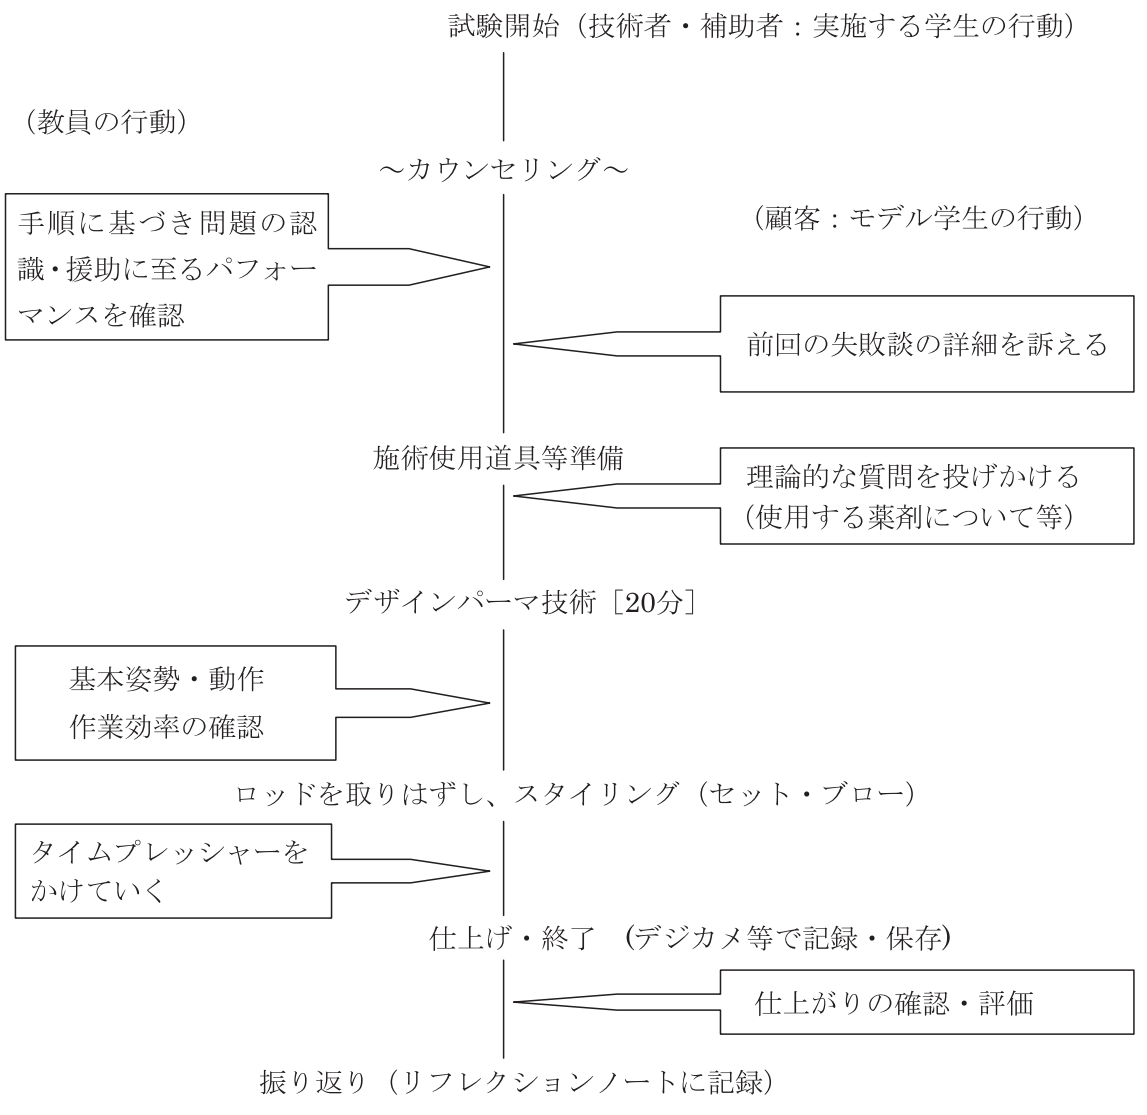 試験開始（技術者・補助者：実施する学生の行動）
（教員の行動）
～カウンセリング～
手順に基づき問題の認
識・援助に至るパフォー
マンスを確認
（顧客：モデル学生の行動）
前回の失敗談の詳細を訴える
施術使用道具等準備
理論的な質問を投げかける
（使用する薬剤について等）
デザインパーマ技術［20分］
基本姿勢・動作
作業効率の確認
ロッドを取りはずし、スタイリング（セット・ブロー）
タイムプレッシャーを
かけていく
仕上げ・終了　(デジカメ等で記録・保存)
仕上がりの確認・評価
振り返り（リフレクションノートに記録）